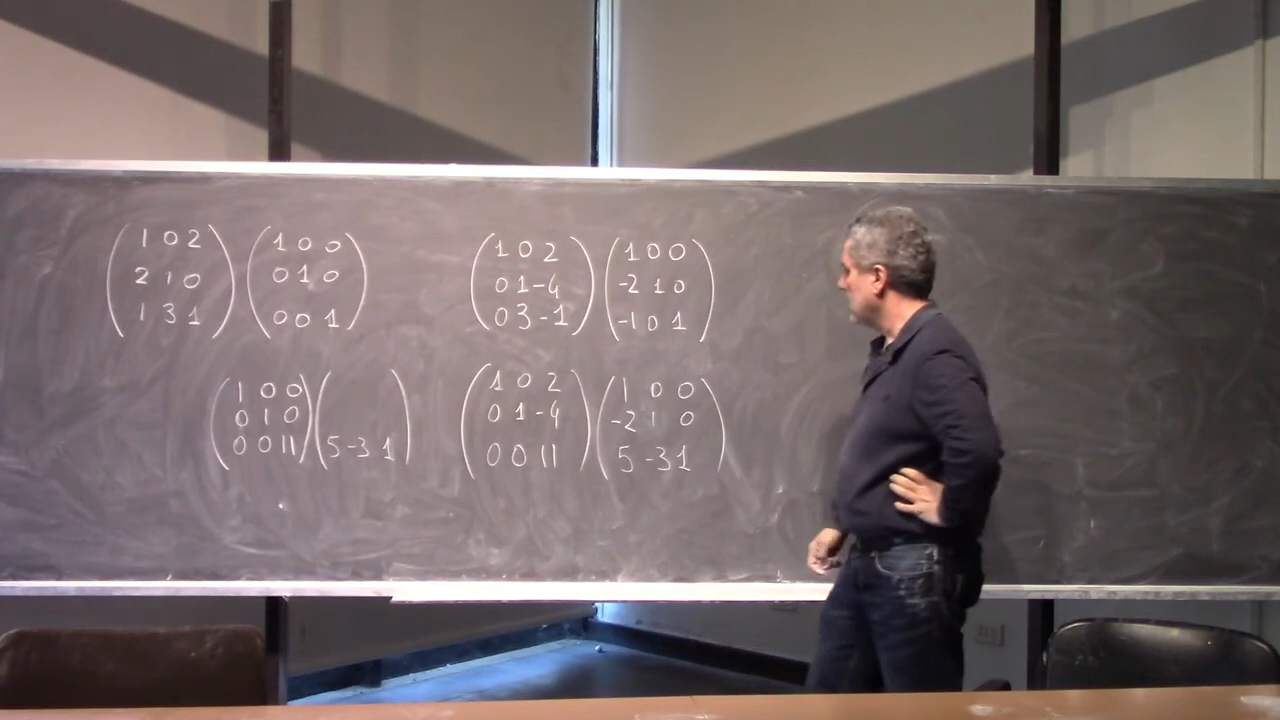 1 0 2 1 0 0
2 1 0 0 1 0
1 3 1 0 0 1
1 0 2 1 0 0
0 1 -4 -2 1 0
0 3 -1 -1 0 1
1 0 0
0 1 0
0 0 11 5 -3 1
1 0 2 1 0 0
0 1 -4 -2 1 0
0 0 11 5 -3 1